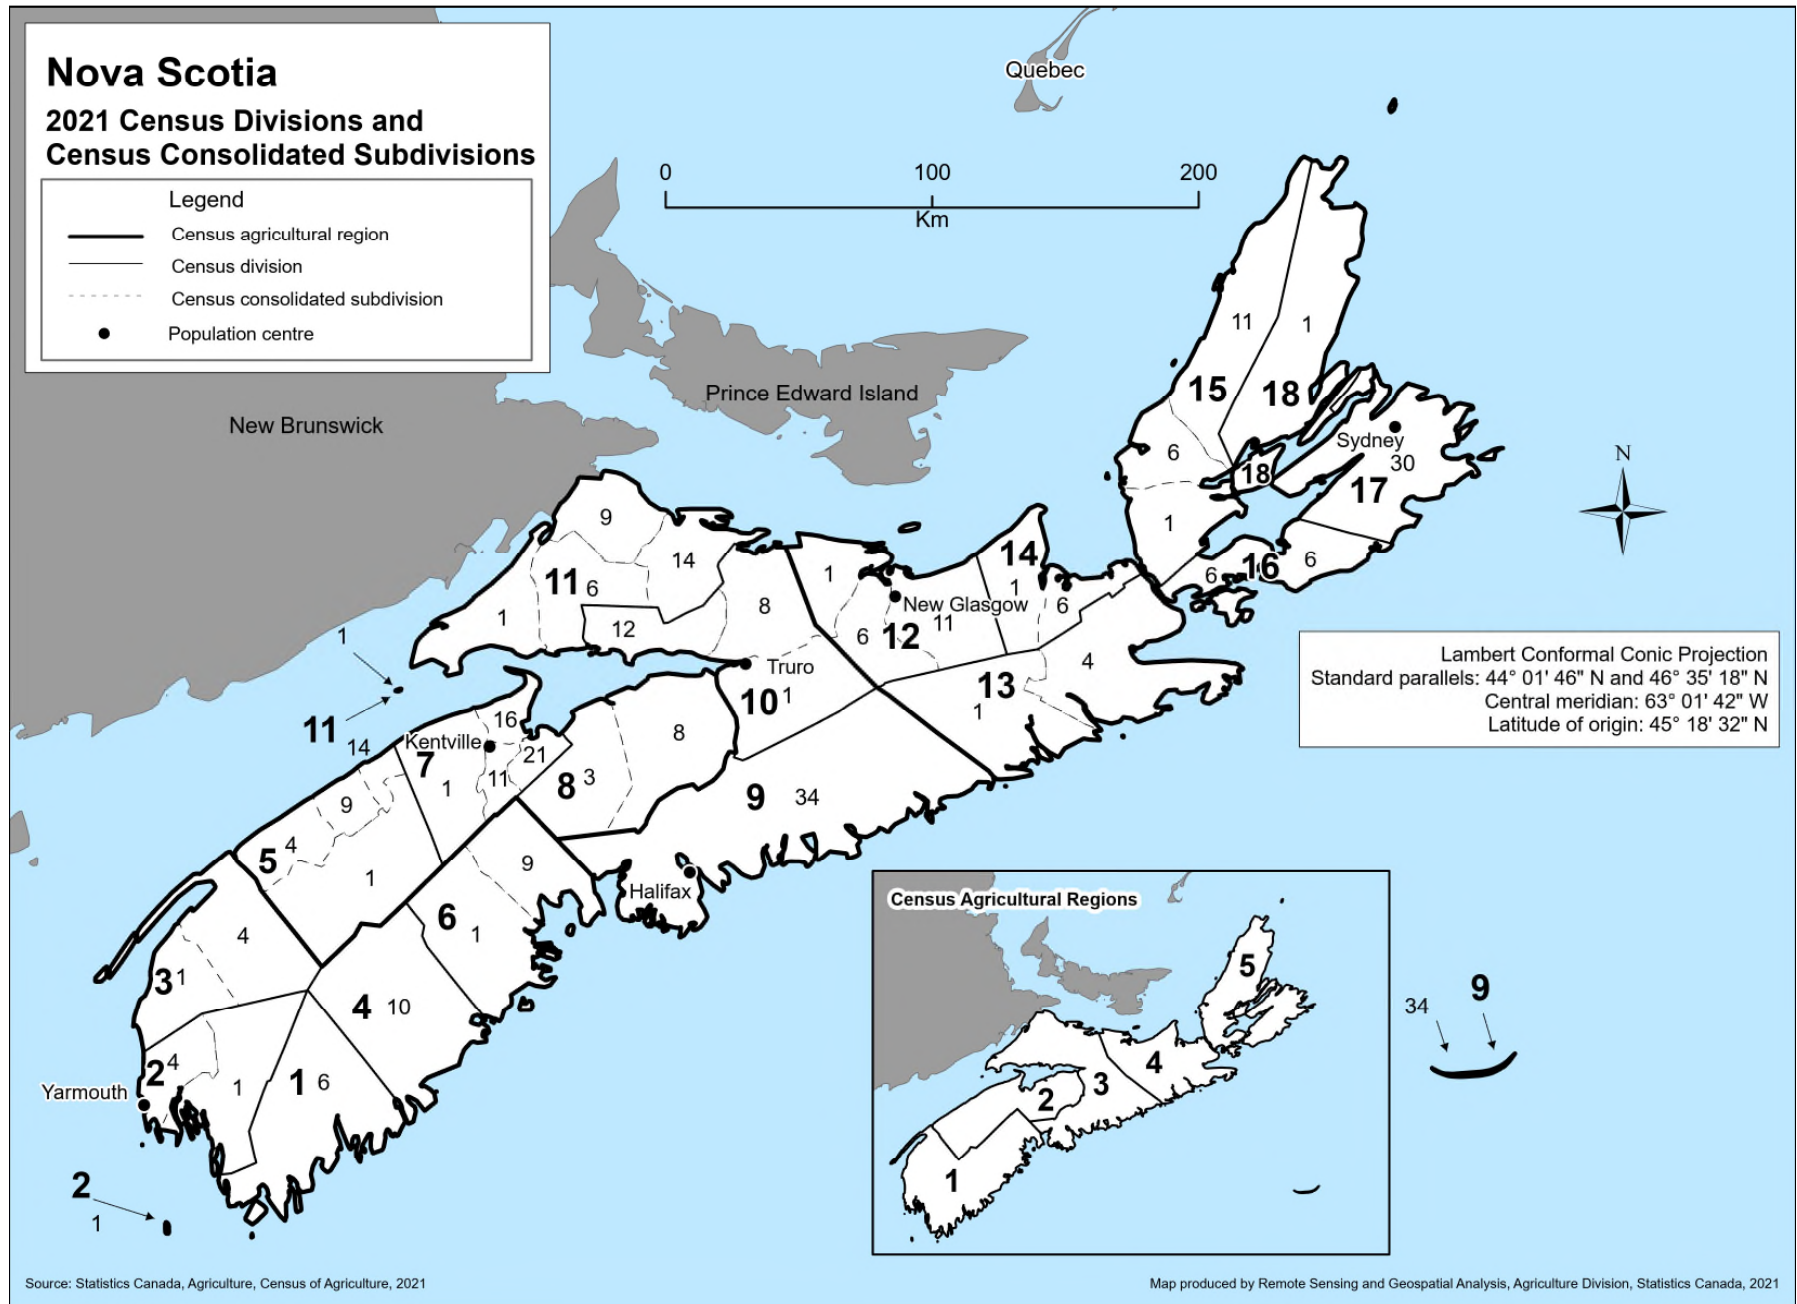 Nova Scotia
2021 Census Divisions and
Census Consolidated Subdivisions
Legend
Census agricultural region
Census division
Census consolidated subdivision
Population centre
Quebec
0 100 200
Km
New Brunswick
Prince Edward Island
11 1
15 18
6
Sydney
30
18
17
1
16
6 6
N
9
14
11 6
1
12
8
1
14
1
New Glasgow
6
6 12 11
4
13
1
Truro
10 1
1
11
14
16
Kentville
7
21
11
1
8 3
8
9 34
9
4
5
1
9
Halifax
6
1
4
3 1
4 10
2 4
1
1 6
Yarmouth
2
1
Lambert Conformal Conic Projection
Standard parallels: 44° 01' 46" N and 46° 35' 18" N
Central meridian: 63° 01' 42" W
Latitude of origin: 45° 18' 32" N
Census Agricultural Regions
5
4
3
2
1
34 9
Source: Statistics Canada, Agriculture, Census of Agriculture, 2021
Map produced by Remote Sensing and Geospatial Analysis, Agriculture Division, Statistics Canada, 2021